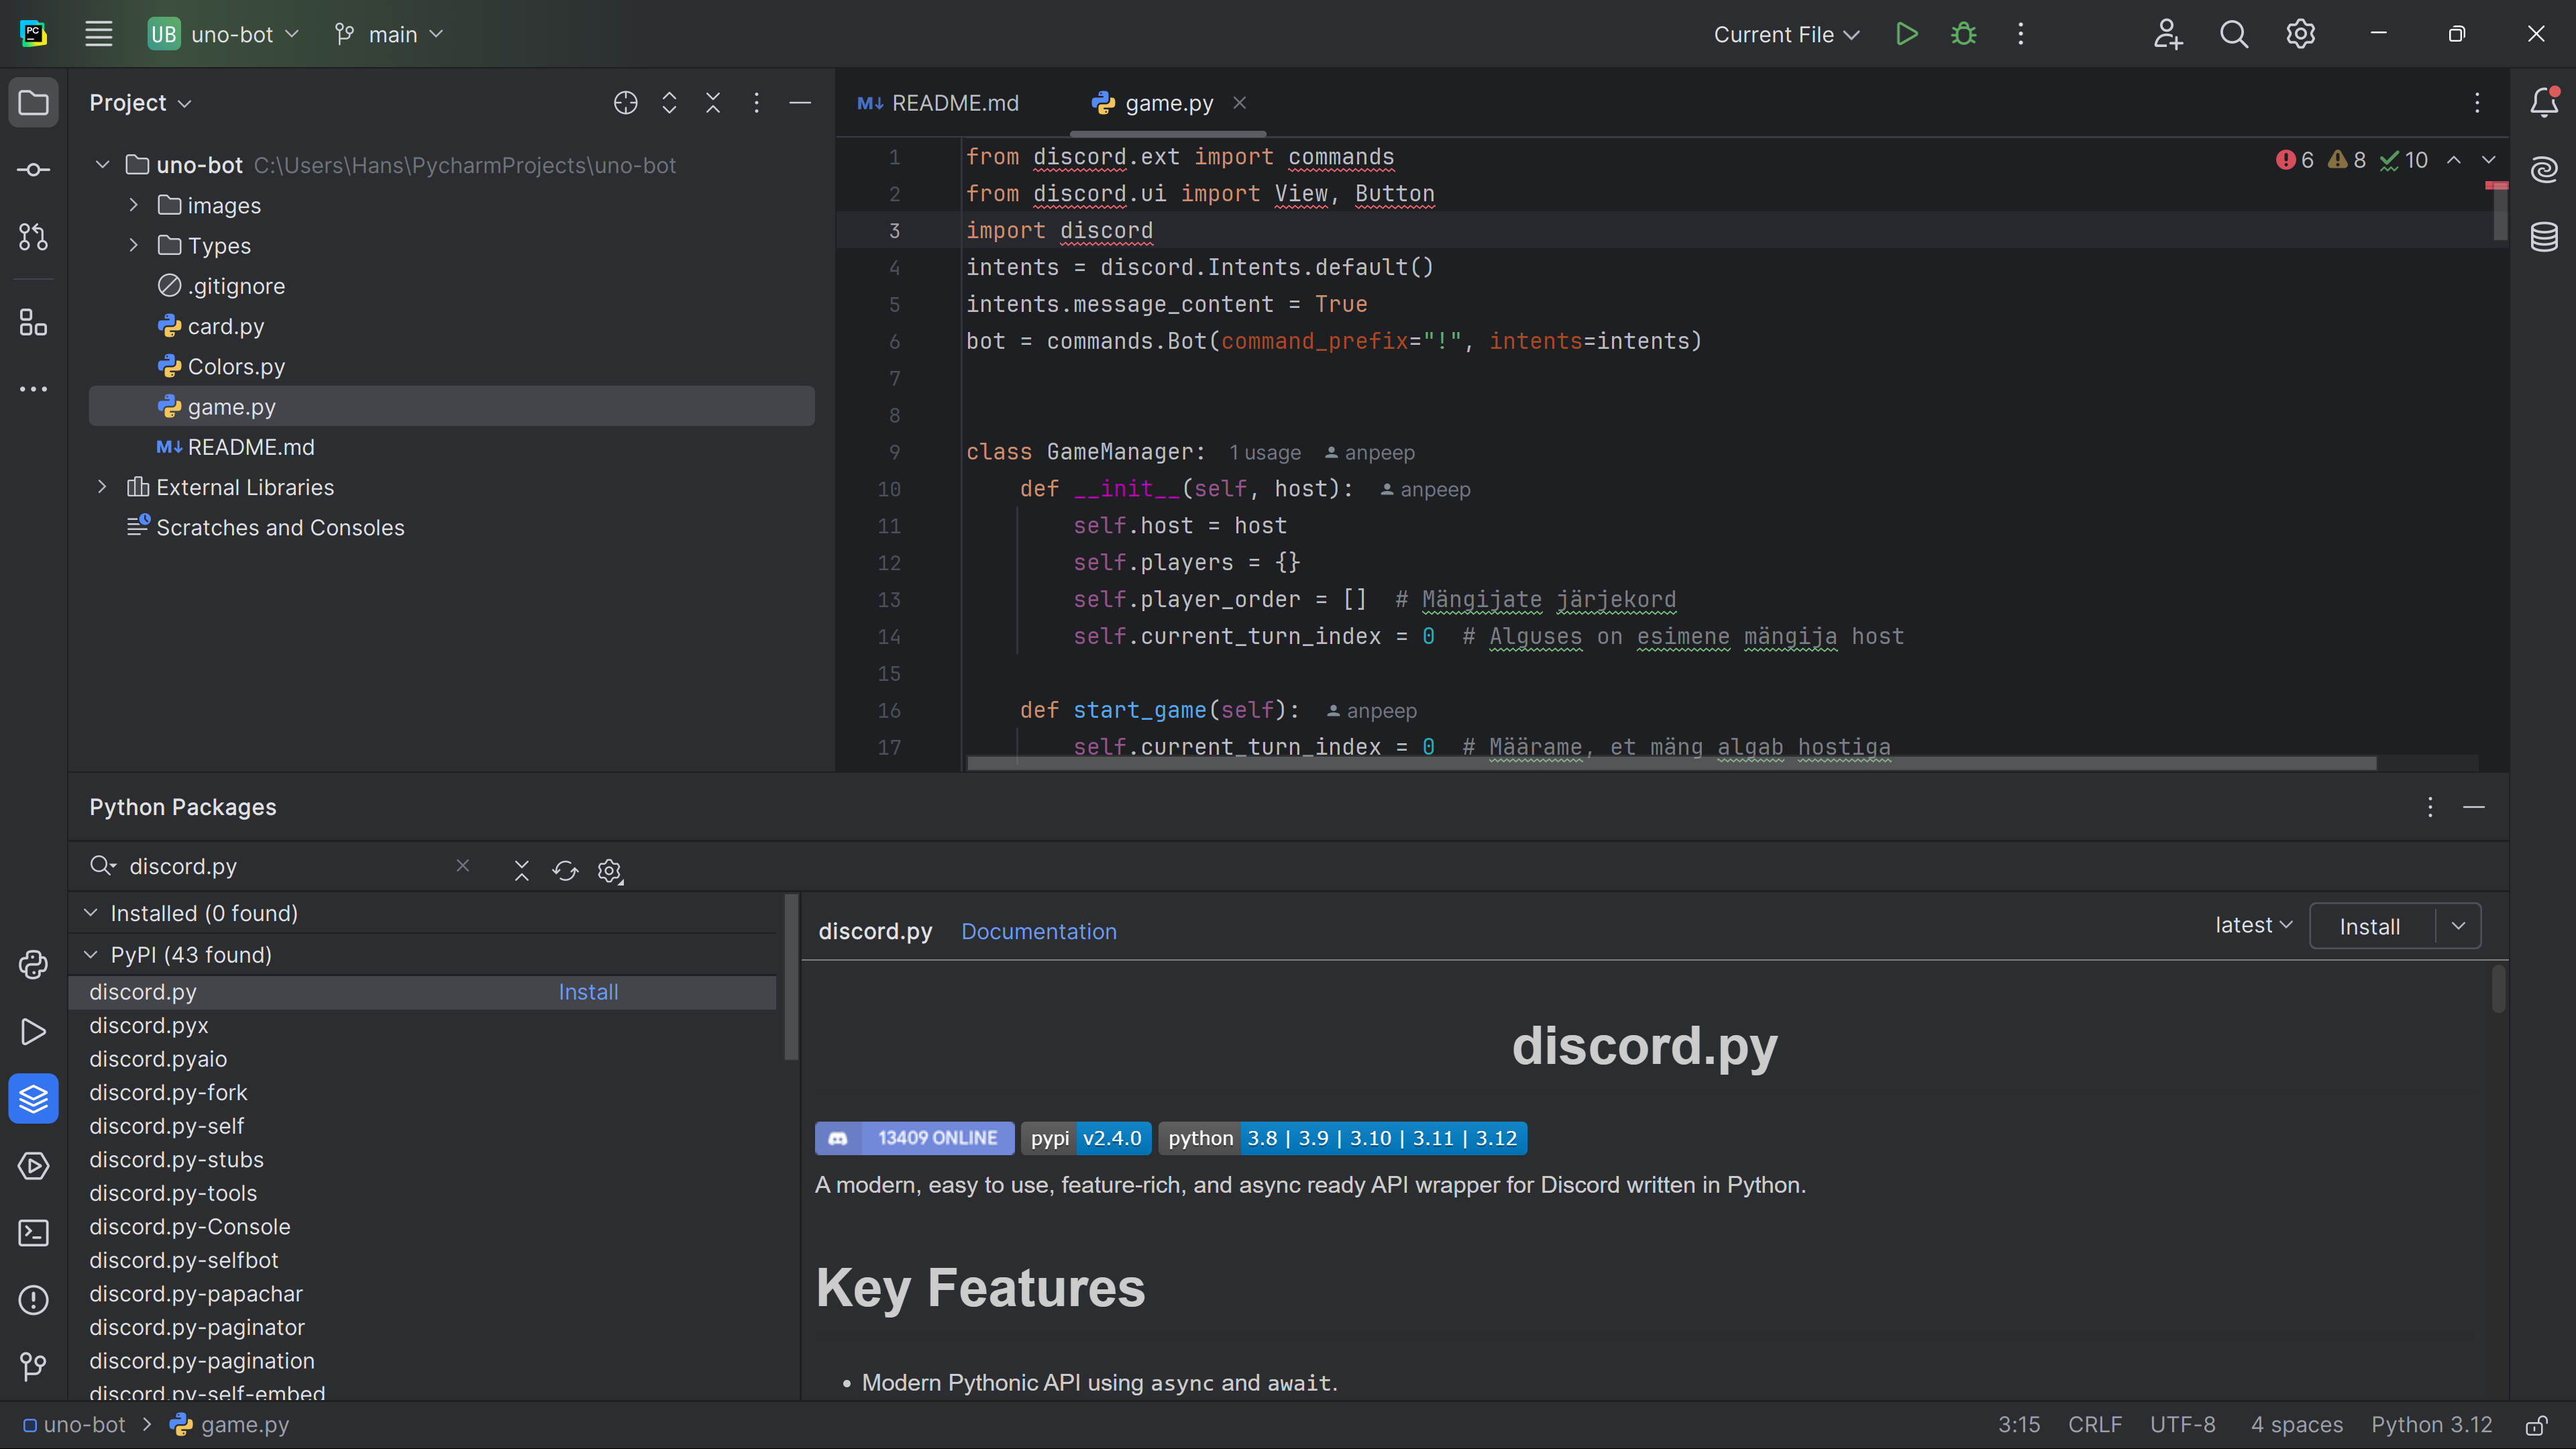 PC
UB uno-bot
main
Current File
Project
uno-bot C:\Users\Hans\PycharmProjects\uno-bot
images
Types
.gitignore
card.py
Colors.py
game.py
M↓ README.md
External Libraries
Scratches and Consoles
M↓ README.md
game.py
6 8 10
1 from discord.ext import commands
2 from discord.ui import View, Button
3 import discord
4 intents = discord.Intents.default()
5 intents.message_content = True
6 bot = commands.Bot(command_prefix="!", intents=intents)
7
8
9 class GameManager: 1 usage anpeep
10 def __init__(self, host): anpeep
11 self.host = host
12 self.players = {}
13 self.player_order = [] # Mängijate järjekord
14 self.current_turn_index = 0 # Alguses on esimene mängija host
15
16 def start_game(self): anpeep
17 self.current_turn_index = 0 # Määrame, et mäng algab hostiga
Python Packages
discord.py
Installed (0 found)
PyPI (43 found)
discord.py Install
discord.pyx
discord.pyaio
discord.py-fork
discord.py-self
discord.py-stubs
discord.py-tools
discord.py-Console
discord.py-selfbot
discord.py-papachar
discord.py-paginator
discord.py-pagination
discord.py-self-embed
discord.py Documentation
latest Install
discord.py
13409 ONLINE pypi v2.4.0 python 3.8 | 3.9 | 3.10 | 3.11 | 3.12
A modern, easy to use, feature-rich, and async ready API wrapper for Discord written in Python.
Key Features
• Modern Pythonic API using async and await.
uno-bot > game.py
3:15 CRLF UTF-8 4 spaces Python 3.12